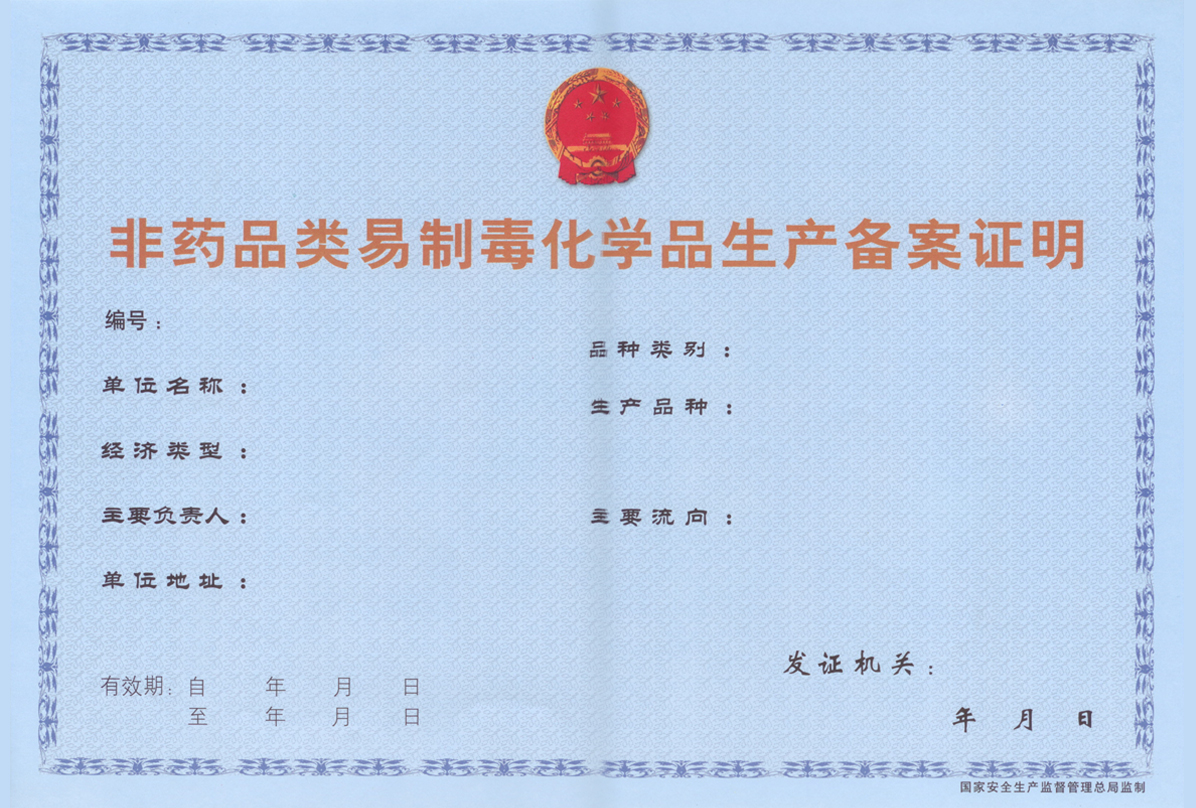 非药品类易制毒化学品生产备案证明
编号：
单位名称：
经济类型：
主要负责人：
单位地址：
有效期：自 年 月 日
至 年 月 日
品种类别：
生产品种：
主要流向：
发证机关：
年 月 日
国家安全生产监督管理总局监制